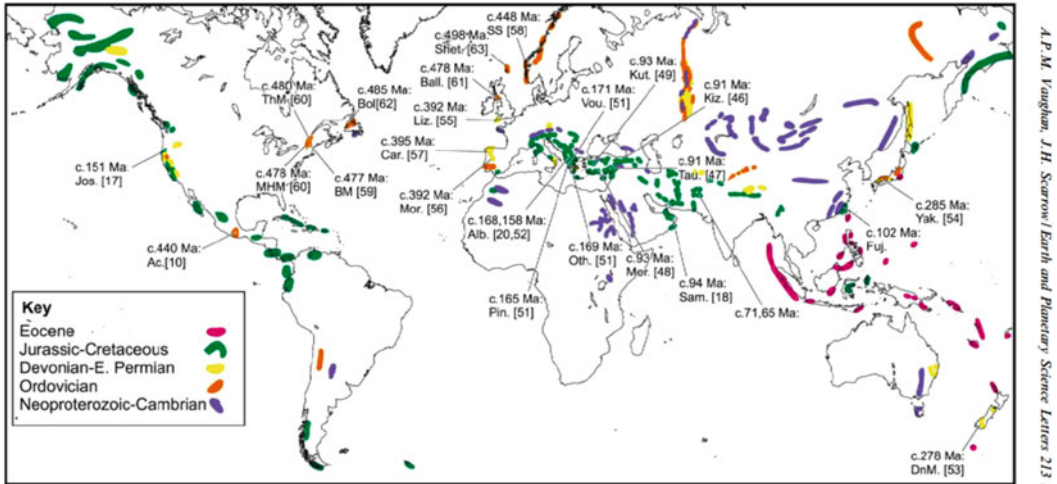 c.448 Ma:
SS [58]
c.498 Ma:
Shet. [63]
c.93 Ma:
Kut. [49]
c.480 Ma:
ThM [60]
c.485 Ma:
Bol[62]
c.478 Ma:
Ball. [61]
c.171 Ma:
Vou. [51]
c.91 Ma:
Kiz. [46]
c.392 Ma:
Liz. [55]
c.395 Ma:
Car. [57]
c.151 Ma:
Jos. [17]
c.478 Ma:
MHM [60]
c.477 Ma:
BM [59]
c.91 Ma:
Tau. [47]
c.392 Ma:
Mor. [56]
c.285 Ma:
Yak. [54]
c.168,158 Ma:
Alb. [20,52]
c.102 Ma:
Fuj.
c.440 Ma:
Ac.[10]
c.169 Ma:
Oth. [51]
c.93 Ma:
Mer. [48]
c.94 Ma:
Sam. [18]
c.165 Ma:
Pin. [51]
c.71,65 Ma:
Key
Eocene
Jurassic-Cretaceous
Devonian-E. Permian
Ordovician
Neoproterozoic-Cambrian
c.278 Ma:
DnM. [53]
A.P.M. Vaughan, J.H. Scarrow / Earth and Planetary Science Letters 213